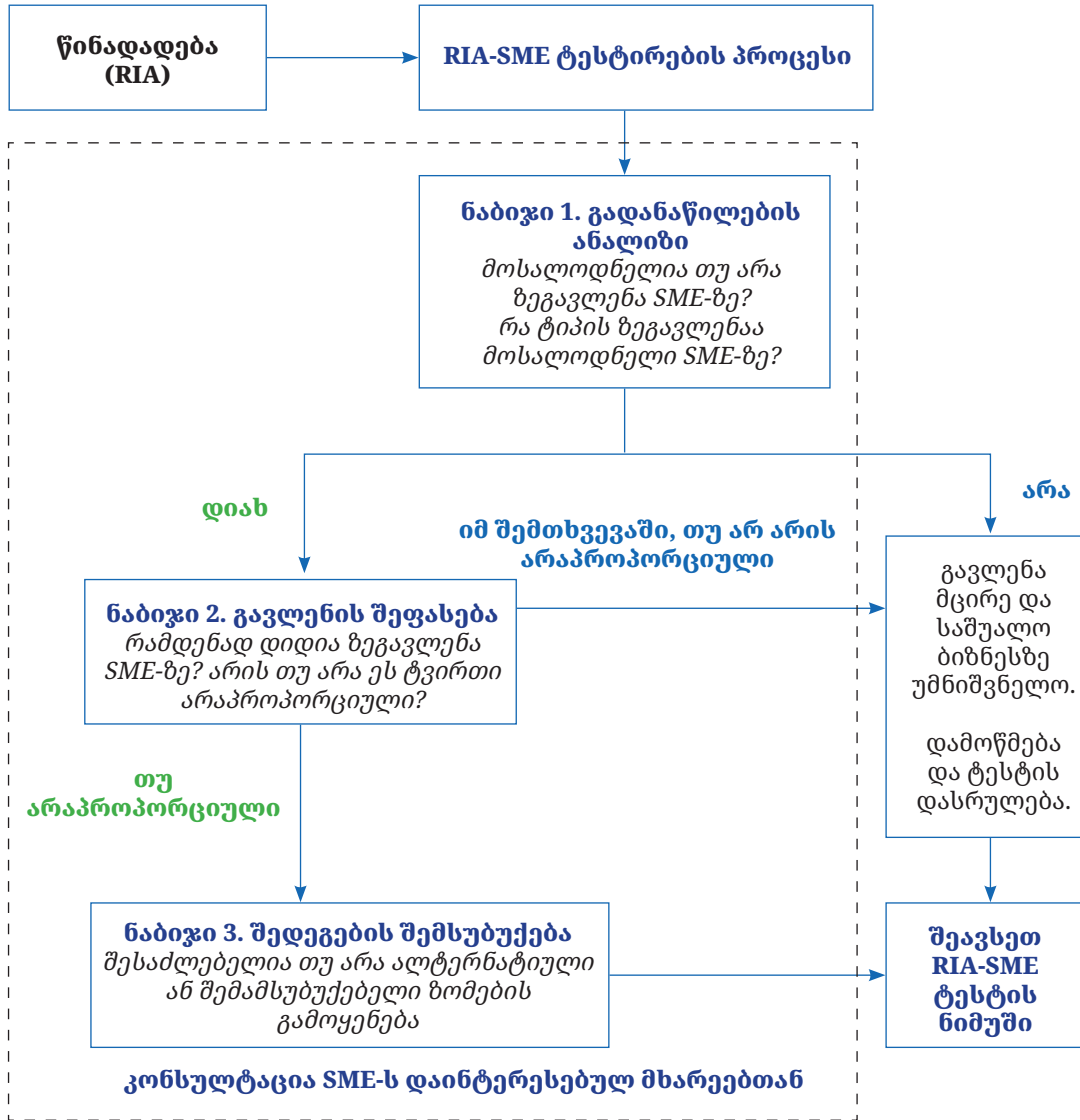 წინადადება
(RIA)
RIA-SME ტესტირების პროცესი
ნაბიჯი 1. გადანაწილების
ანალიზი
მოსალოდნელია თუ არა
ზეგავლენა SME-ზე?
რა ტიპის ზეგავლენაა
მოსალოდნელი SME-ზე?
დიახ
არა
იმ შემთხვევაში, თუ არ არის
არაპროპორციული
ნაბიჯი 2. გავლენის შეფასება
რამდენად დიდია ზეგავლენა
SME-ზე? არის თუ არა ეს ტვირთი
არაპროპორციული?
გავლენა
მცირე და
საშუალო
ბიზნესზე
უმნიშვნელო.
დამოწმება
და ტესტის
დასრულება.
თუ
არაპროპორციული
ნაბიჯი 3. შედეგების შემსუბუქება
შესაძლებელია თუ არა ალტერნატიული
ან შემამსუბუქებელი ზომების
გამოყენება
შეავსეთ
RIA-SME
ტესტის
ნიმუში
კონსულტაცია SME-ს დაინტერესებულ მხარეებთან